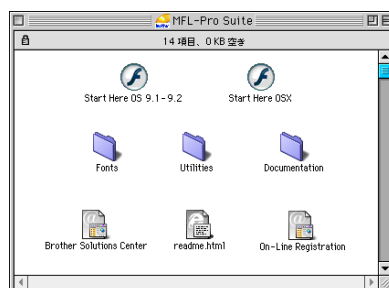 MFL-Pro Suite
14 項目、0 KB 空き
Start Here OS 9.1-9.2
Start Here OSX
Fonts
Utilities
Documentation
Brother Solutions Center
readme.html
On-Line Registration